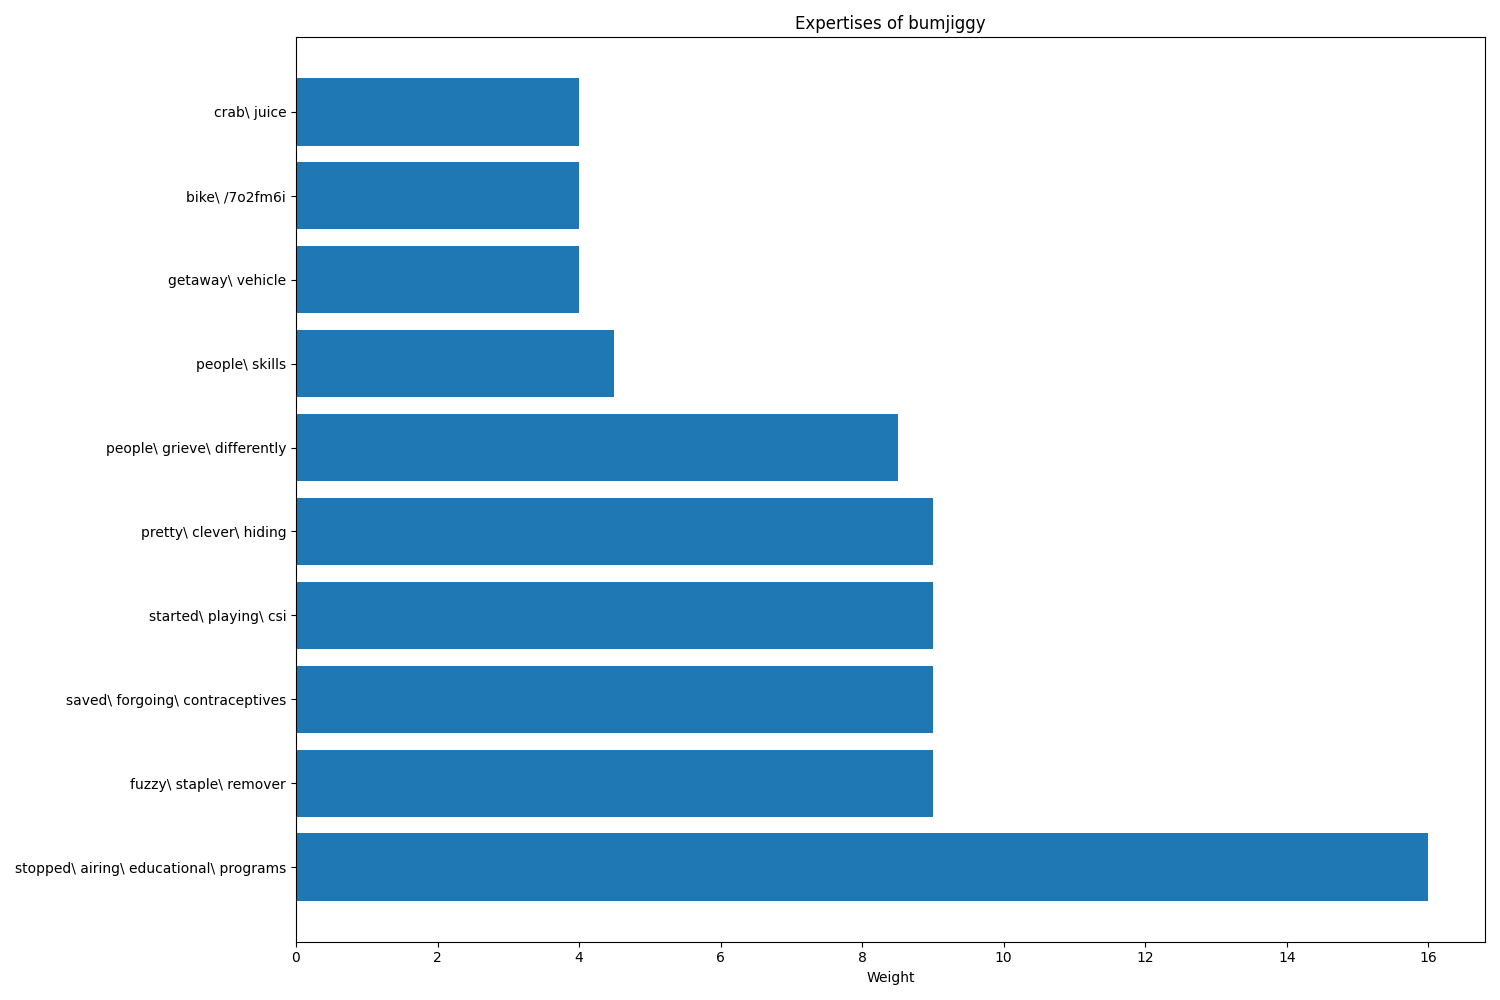 Expertises of bumjiggy
crab\ juice
bike\ /7o2fm6i
getaway\ vehicle
people\ skills
people\ grieve\ differently
pretty\ clever\ hiding
started\ playing\ csi
saved\ forgoing\ contraceptives
fuzzy\ staple\ remover
stopped\ airing\ educational\ programs
0 2 4 6 8 10 12 14 16
Weight